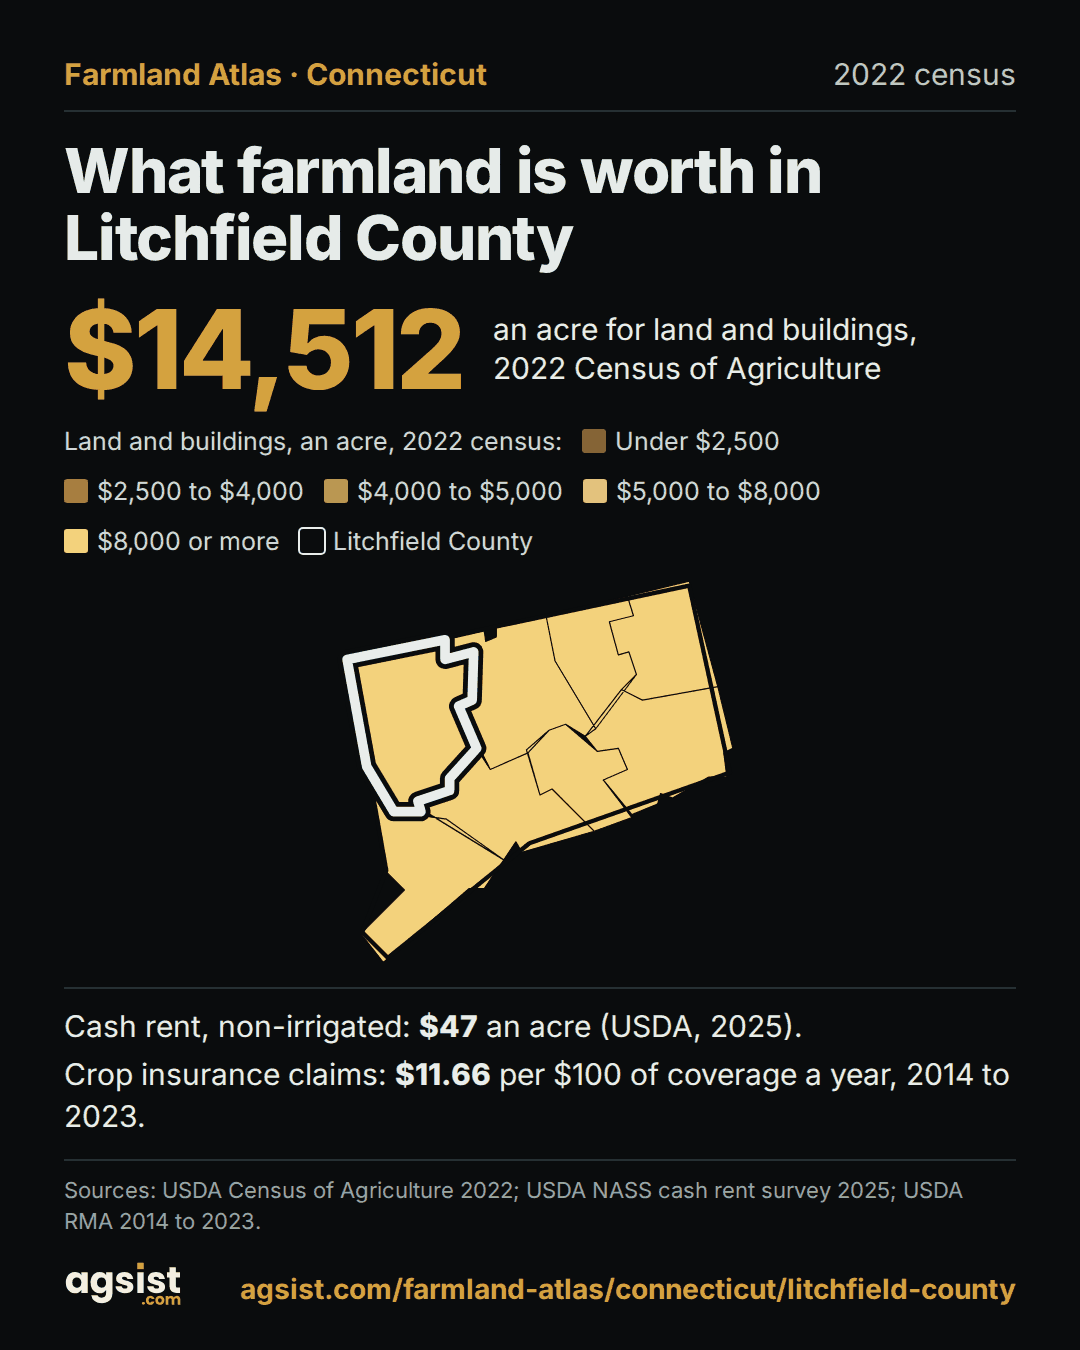 Farmland Atlas · Connecticut
2022 census
What farmland is worth in
Litchfield County
$14,512
an acre for land and buildings,
2022 Census of Agriculture
Land and buildings, an acre, 2022 census: Under $2,500
$2,500 to $4,000 $4,000 to $5,000 $5,000 to $8,000
$8,000 or more Litchfield County
Cash rent, non-irrigated: $47 an acre (USDA, 2025).
Crop insurance claims: $11.66 per $100 of coverage a year, 2014 to
2023.
Sources: USDA Census of Agriculture 2022; USDA NASS cash rent survey 2025; USDA
RMA 2014 to 2023.
agsist
.com
agsist.com/farmland-atlas/connecticut/litchfield-county